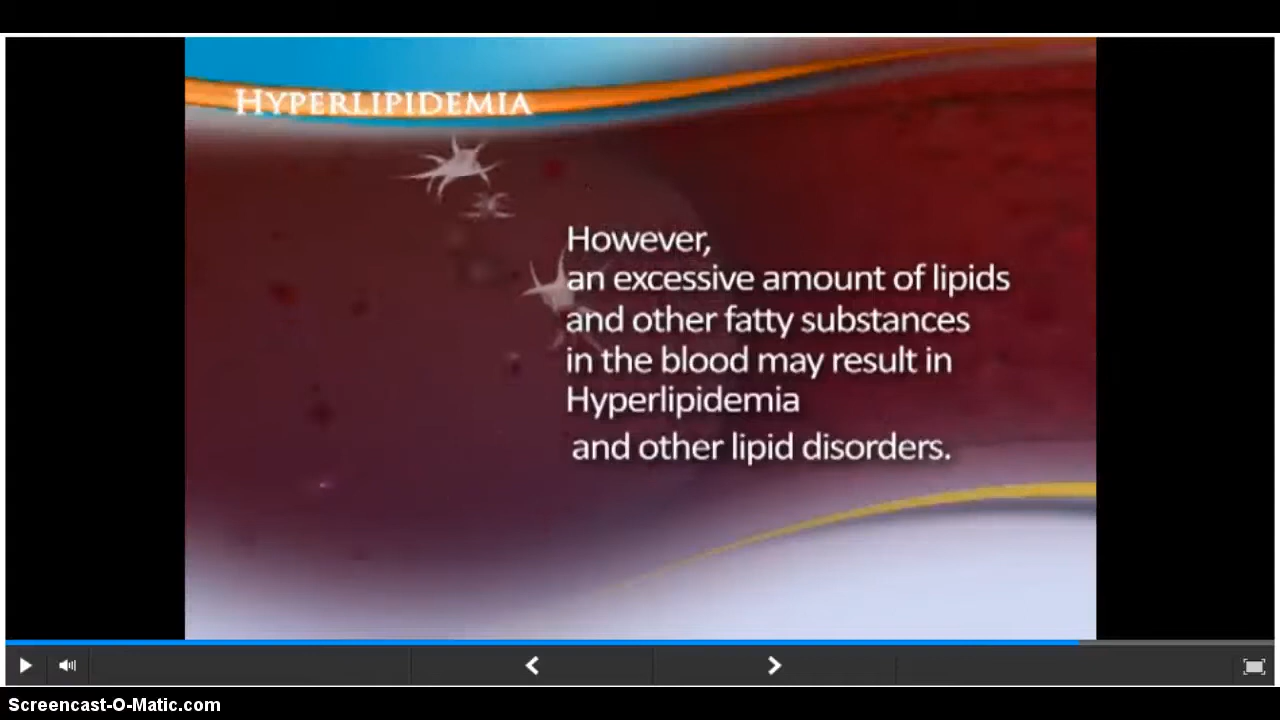 HYPERLIPIDEMIA
However,
an excessive amount of lipids
and other fatty substances
in the blood may result in
Hyperlipidemia
and other lipid disorders.
Screencast-O-Matic.com